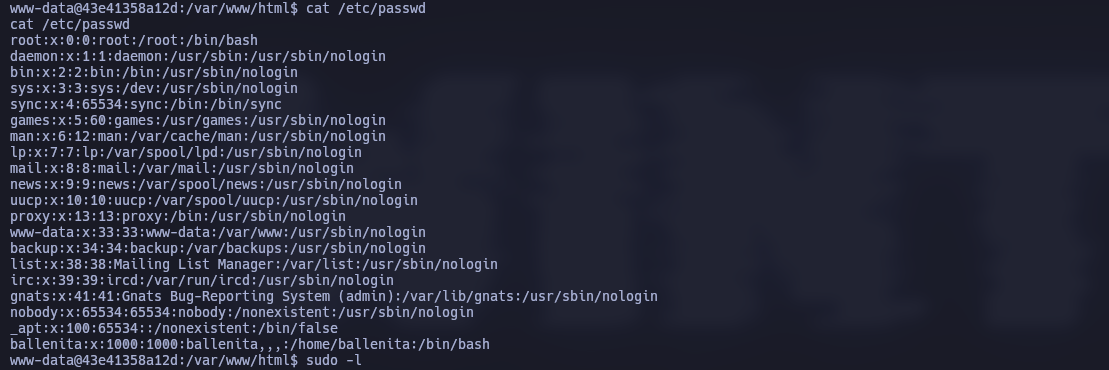 www-data@43e41358a12d:/var/www/html$ cat /etc/passwd
cat /etc/passwd
root:x:0:0:root:/root:/bin/bash
daemon:x:1:1:daemon:/usr/sbin:/usr/sbin/nologin
bin:x:2:2:bin:/bin:/usr/sbin/nologin
sys:x:3:3:sys:/dev:/usr/sbin/nologin
sync:x:4:65534:sync:/bin:/bin/sync
games:x:5:60:games:/usr/games:/usr/sbin/nologin
man:x:6:12:man:/var/cache/man:/usr/sbin/nologin
lp:x:7:7:lp:/var/spool/lpd:/usr/sbin/nologin
mail:x:8:8:mail:/var/mail:/usr/sbin/nologin
news:x:9:9:news:/var/spool/news:/usr/sbin/nologin
uucp:x:10:10:uucp:/var/spool/uucp:/usr/sbin/nologin
proxy:x:13:13:proxy:/bin:/usr/sbin/nologin
www-data:x:33:33:www-data:/var/www:/usr/sbin/nologin
backup:x:34:34:backup:/var/backups:/usr/sbin/nologin
list:x:38:38:Mailing List Manager:/var/list:/usr/sbin/nologin
irc:x:39:39:ircd:/var/run/ircd:/usr/sbin/nologin
gnats:x:41:41:Gnats Bug-Reporting System (admin):/var/lib/gnats:/usr/sbin/nologin
nobody:x:65534:65534:nobody:/nonexistent:/usr/sbin/nologin
_apt:x:100:65534::/nonexistent:/bin/false
ballenita:x:1000:1000:ballenita,,,:/home/ballenita:/bin/bash
www-data@43e41358a12d:/var/www/html$ sudo -l